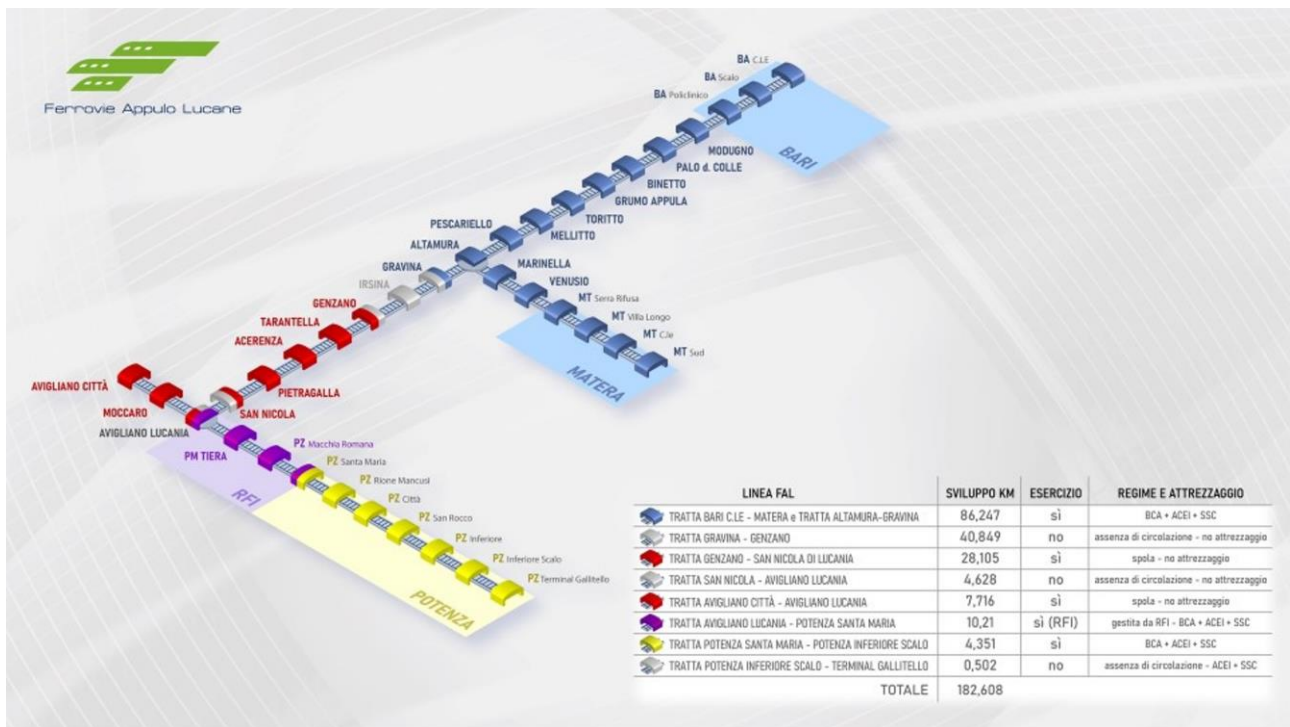 Ferrovie Appulo Lucane
BA C.LE
BA Scalo
BA Policlinico
MODUGNO
BARI
PALO d. COLLE
BINETTO
GRUMO APPULA
TORITTO
MELLITTO
PESCARIELLO
ALTAMURA
GRAVINA
IRSINA
MARINELLA
VENUSIO
MT Serra Rifusa
MT Villa Longo
MT C.le
MT Sud
MATERA
GENZANO
TARANTELLA
ACERENZA
PIETRAGALLA
SAN NICOLA
AVIGLIANO CITTÀ
MOCCARO
AVIGLIANO LUCANIA
PM TIERA
RFI
PZ Macchia Romana
PZ Santa Maria
PZ Rione Mancusi
PZ Città
PZ San Rocco
PZ Inferiore
PZ Inferiore Scalo
PZ Terminal Gallitello
POTENZA
LINEA FAL SVILUPPO KM ESERCIZIO REGIME E ATTREZZAGGIO
TRATTA BARI C.LE - MATERA e TRATTA ALTAMURA-GRAVINA 86,247 sì BCA + ACEI + SSC
TRATTA GRAVINA - GENZANO 40,849 no assenza di circolazione - no attrezzaggio
TRATTA GENZANO - SAN NICOLA DI LUCANIA 28,105 sì spola - no attrezzaggio
TRATTA SAN NICOLA - AVIGLIANO LUCANIA 4,628 no assenza di circolazione - no attrezzaggio
TRATTA AVIGLIANO CITTÀ - AVIGLIANO LUCANIA 7,716 sì spola - no attrezzaggio
TRATTA AVIGLIANO LUCANIA - POTENZA SANTA MARIA 10,21 sì (RFI) gestita da RFI - BCA + ACEI + SSC
TRATTA POTENZA SANTA MARIA - POTENZA INFERIORE SCALO 4,351 sì BCA + ACEI + SSC
TRATTA POTENZA INFERIORE SCALO - TERMINAL GALLITELLO 0,502 no assenza di circolazione - ACEI + SSC
TOTALE 182,608